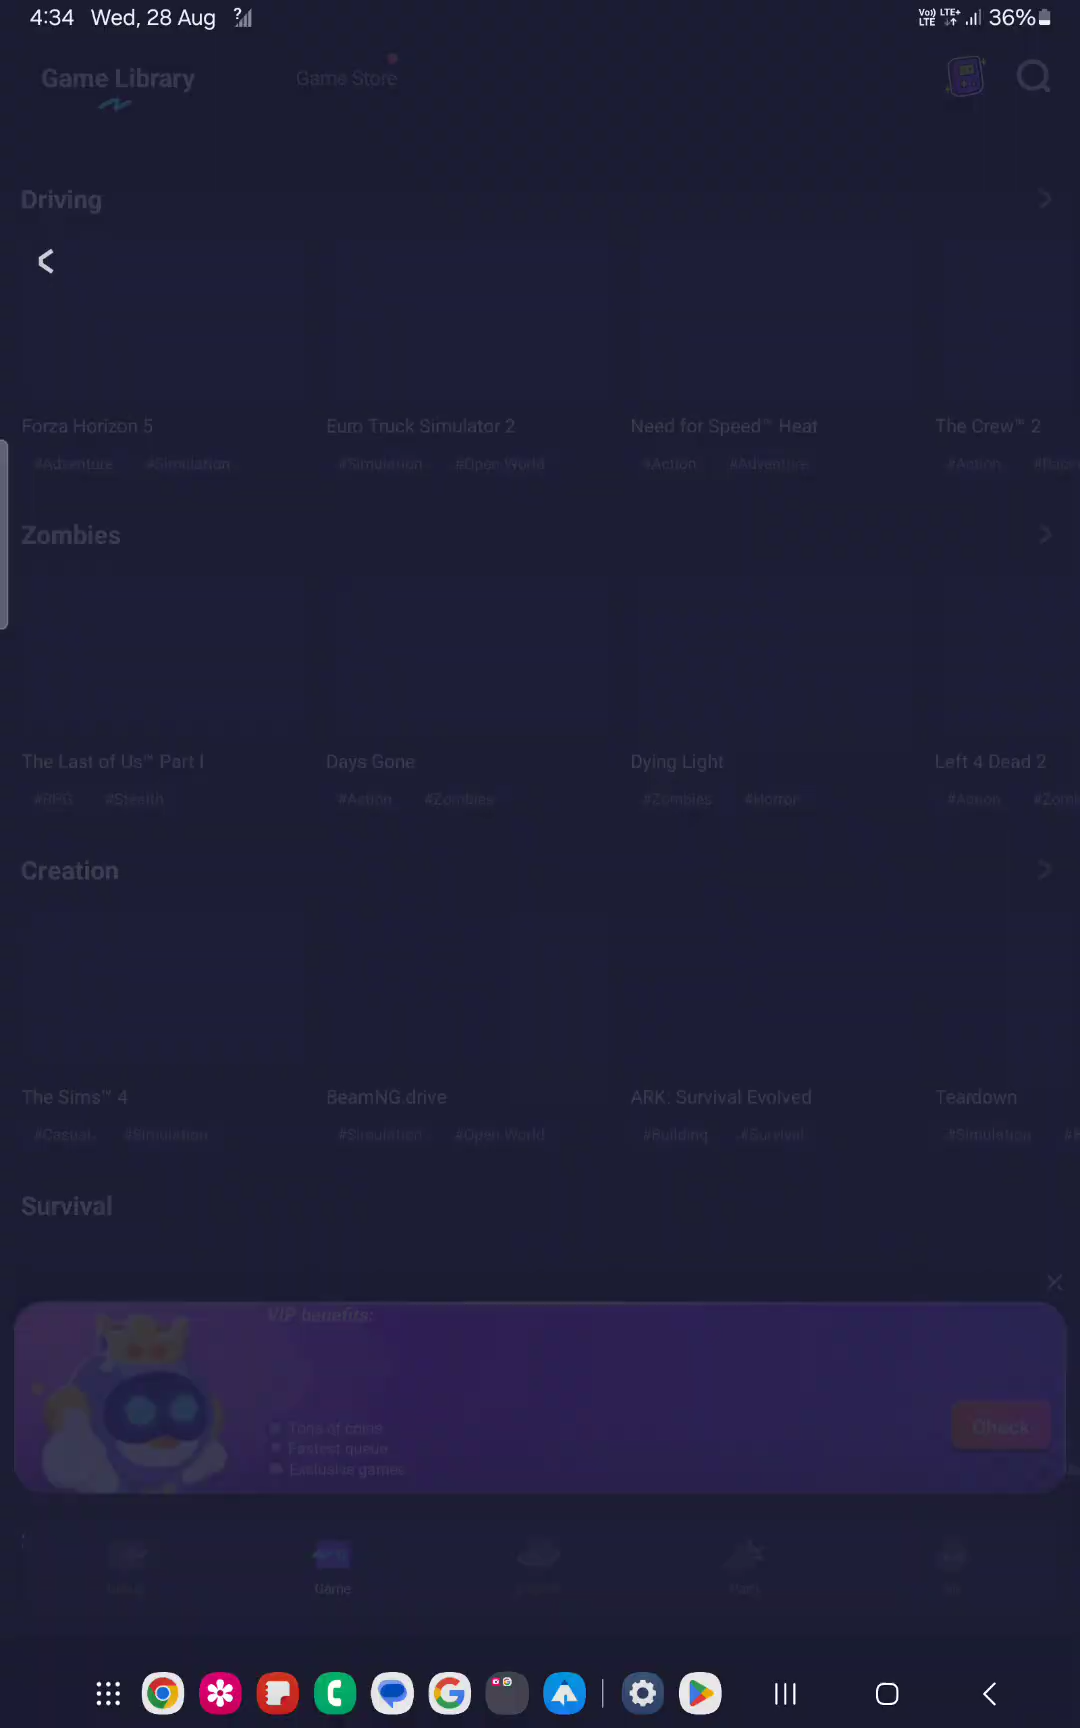 4:34 Wed, 28 Aug ? Vo)) LTE LTE+ 36%
Game Library Game Store
Driving
Forza Horizon 5 Euro Truck Simulator 2 Need for Speed™ Heat The Crew™ 2
#Adventure #Simulation #Simulation #Open World #Action #Adventure #Action
Zombies
The Last of Us™ Part I Days Gone Dying Light Left 4 Dead 2
#RPG #Stealth #Action #Zombies #Zombies #Horror #Action #Zomb
Creation
The Sims™ 4 BeamNG.drive ARK: Survival Evolved Teardown
#Casual #Simulation #Simulation #Open World #Building #Survival #Simulation
Survival
VIP benefits:
Tons of coins
Fastest queue
Exclusive games
Check
Game